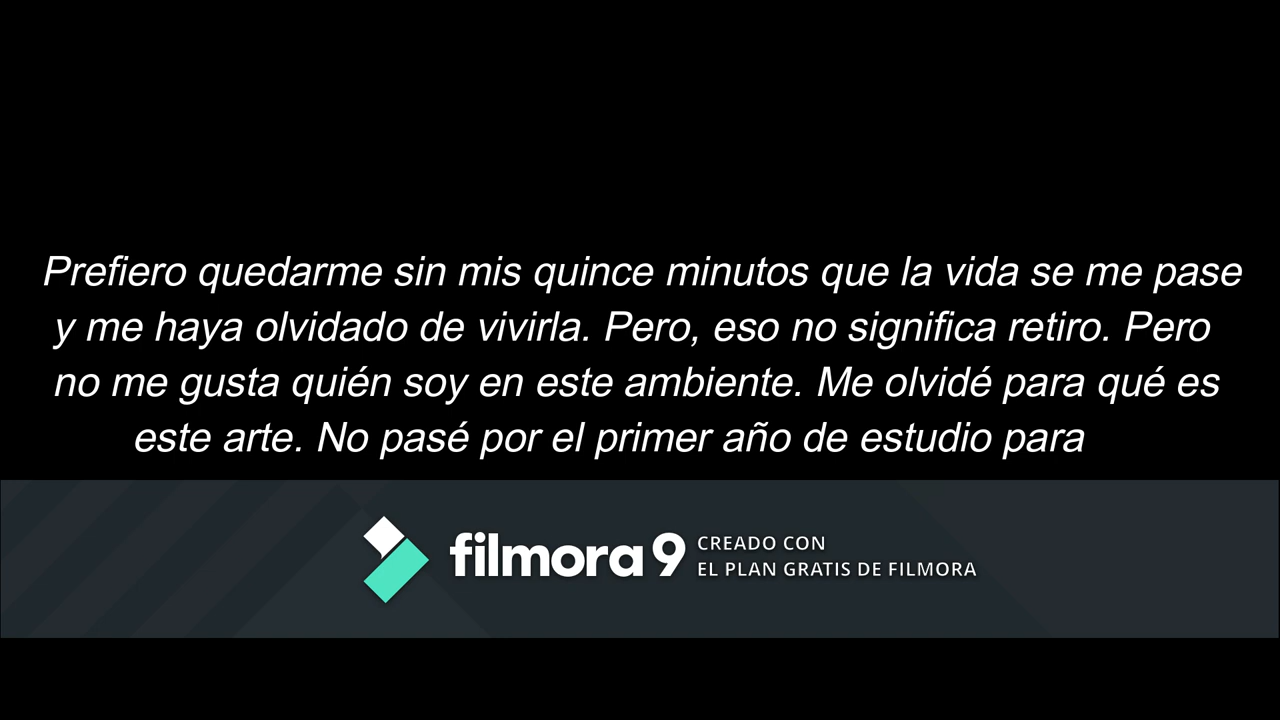 Prefiero quedarme sin mis quince minutos que la vida se me pase
y me haya olvidado de vivirla. Pero, eso no significa retiro. Pero
no me gusta quién soy en este ambiente. Me olvidé para qué es
este arte. No pasé por el primer año de estudio para
filmora 9
CREADO CON
EL PLAN GRATIS DE FILMORA